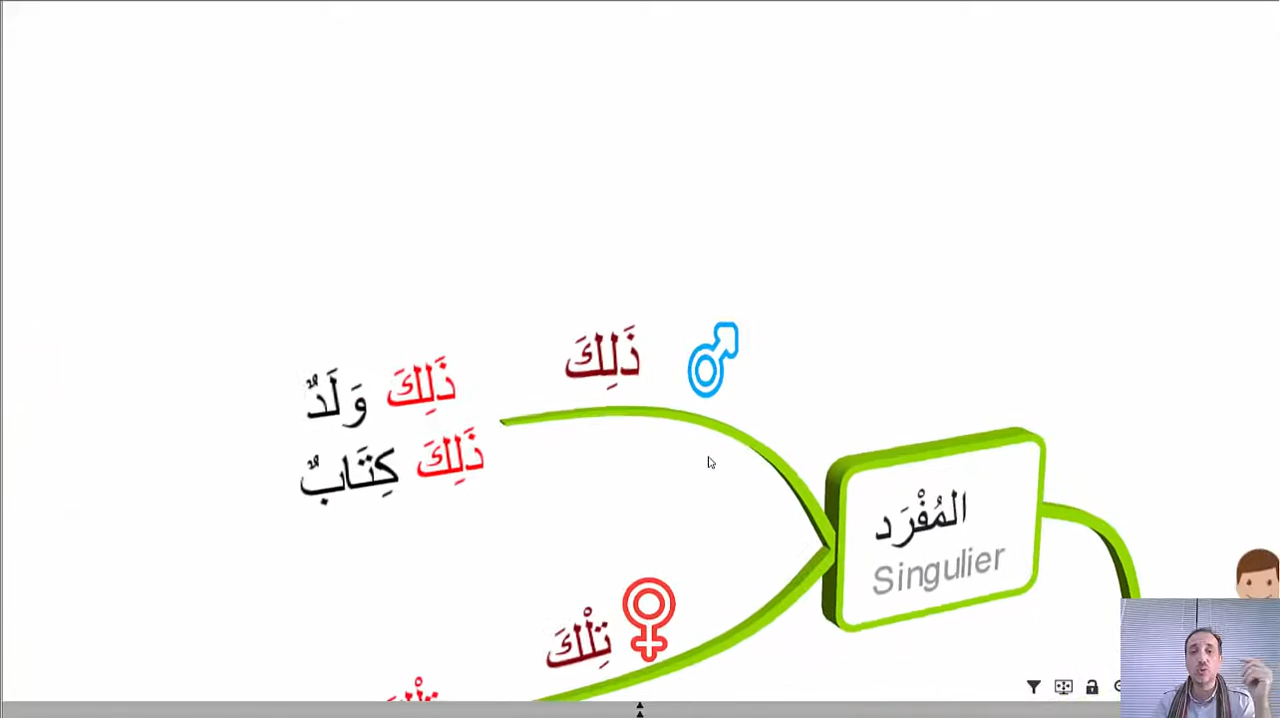 ذَلِكَ
ذَلِكَ وَلَدٌ
ذَلِكَ كِتَابٌ
المُفْرَد
Singulier
تِلْكَ